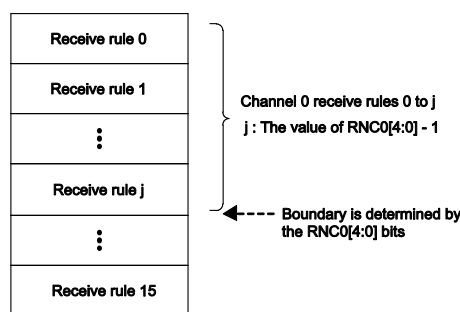 Receive rule 0
Receive rule 1
Channel 0 receive rules 0 to j
j : The value of RNC0[4:0] - 1
Receive rule j
Boundary is determined by
the RNC0[4:0] bits
Receive rule 15